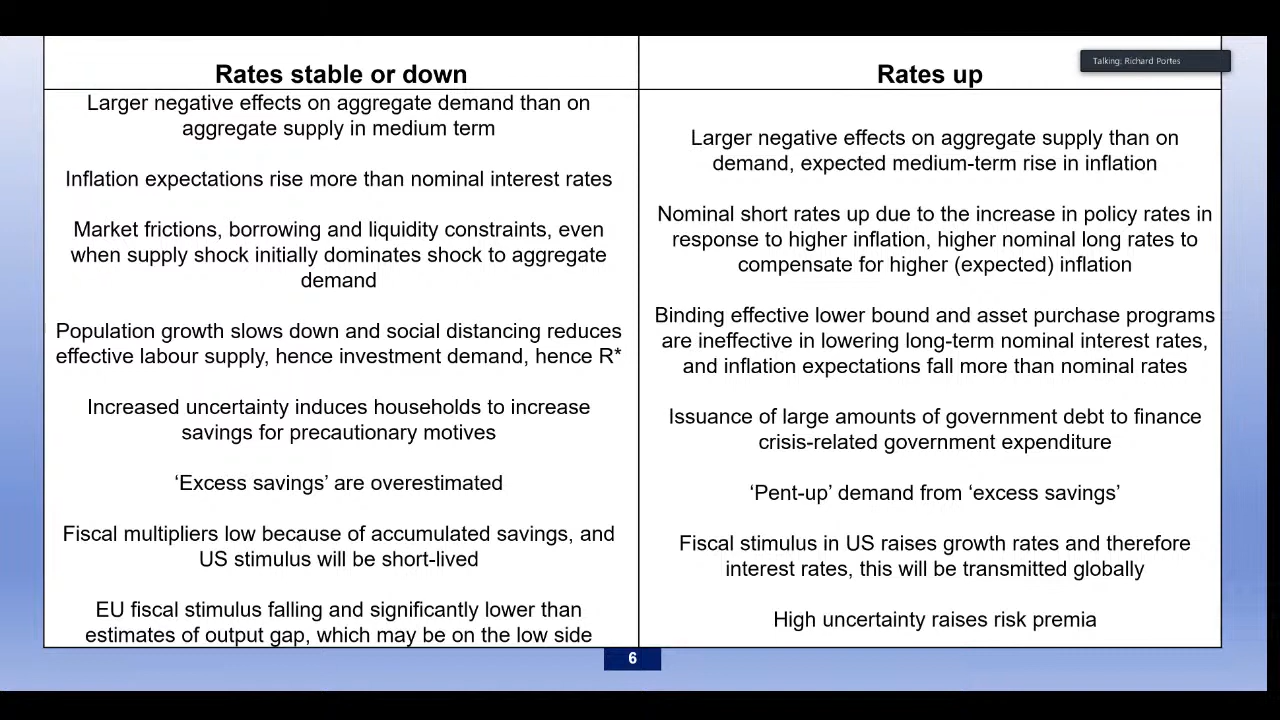 Rates stable or down
Larger negative effects on aggregate demand than on
aggregate supply in medium term
Inflation expectations rise more than nominal interest rates
Market frictions, borrowing and liquidity constraints, even
when supply shock initially dominates shock to aggregate
demand
Population growth slows down and social distancing reduces
effective labour supply, hence investment demand, hence R*
Increased uncertainty induces households to increase
savings for precautionary motives
‘Excess savings’ are overestimated
Fiscal multipliers low because of accumulated savings, and
US stimulus will be short-lived
EU fiscal stimulus falling and significantly lower than
estimates of output gap, which may be on the low side
Rates up
Talking: Richard Portes
Larger negative effects on aggregate supply than on
demand, expected medium-term rise in inflation
Nominal short rates up due to the increase in policy rates in
response to higher inflation, higher nominal long rates to
compensate for higher (expected) inflation
Binding effective lower bound and asset purchase programs
are ineffective in lowering long-term nominal interest rates,
and inflation expectations fall more than nominal rates
Issuance of large amounts of government debt to finance
crisis-related government expenditure
‘Pent-up’ demand from ‘excess savings’
Fiscal stimulus in US raises growth rates and therefore
interest rates, this will be transmitted globally
High uncertainty raises risk premia
6